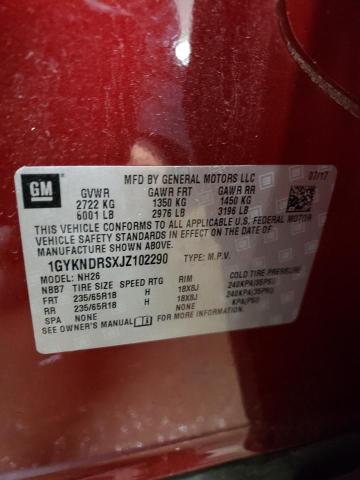 GM
MFD BY GENERAL MOTORS LLC 07/17
GVWR GAWR FRT GAWR RR
2722 KG 1350 KG 1450 KG
6001 LB 2976 LB 3196 LB
THIS VEHICLE CONFORMS TO ALL APPLICABLE U.S. FEDERAL MOTOR
VEHICLE SAFETY STANDARDS IN EFFECT ON THE DATE OF
MANUFACTURE SHOWN ABOVE.
1GYKNDRSXJZ102290 TYPE: M.P.V.
MODEL: NH26
NBB7 TIRE SIZE SPEED RTG RIM COLD TIRE PRESSURE
FRT 235/65R18 H 18X8J 240KPA(35PSI)
RR 235/65R18 H 18X8J 240KPA(35PSI)
SPA NONE NONE KPA(PSI)
SEE OWNER'S MANUAL FOR MORE INFORMATION.